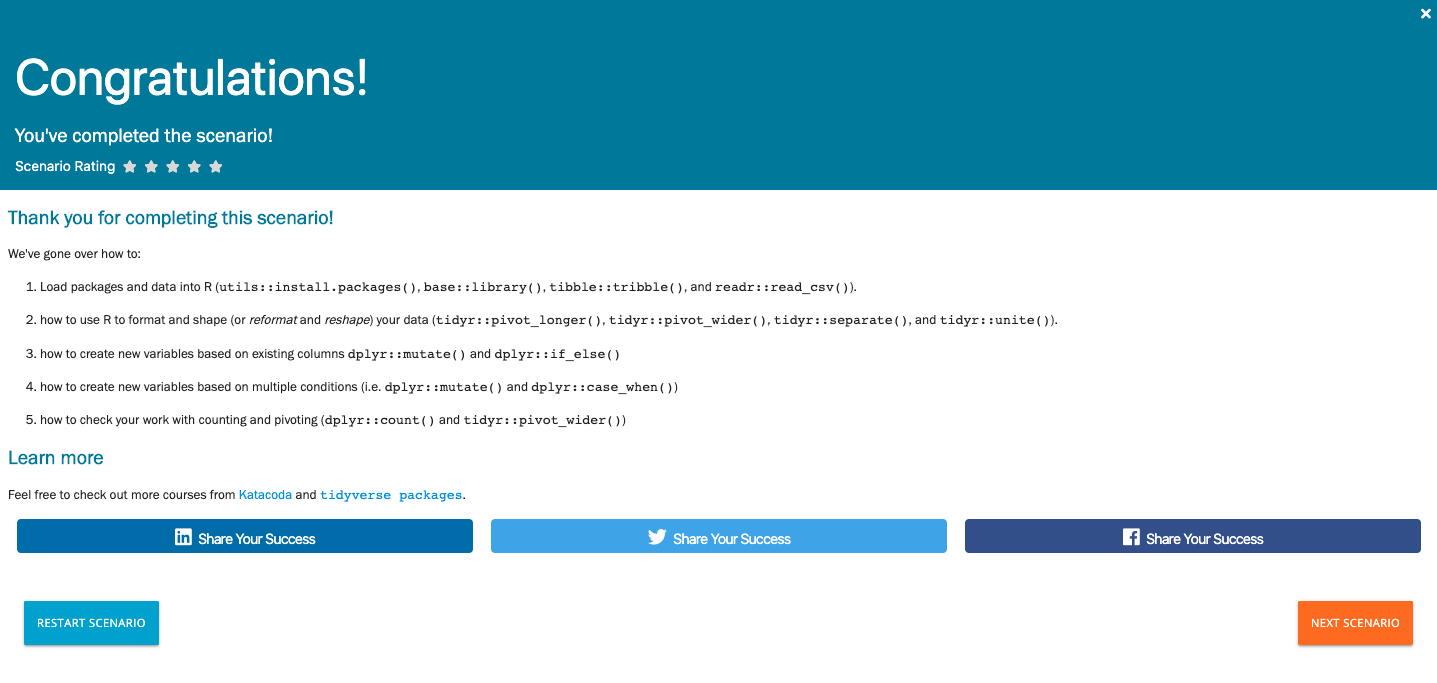 Congratulations!
You've completed the scenario!
Scenario Rating
Thank you for completing this scenario!
We've gone over how to:
1. Load packages and data into R (utils::install.packages(), base::library(), tibble::tribble(), and readr::read_csv()).
2. how to use R to format and shape (or reformat and reshape) your data (tidyr::pivot_longer(), tidyr::pivot_wider(), tidyr::separate(), and tidyr::unite()).
3. how to create new variables based on existing columns dplyr::mutate() and dplyr::if_else()
4. how to create new variables based on multiple conditions (i.e. dplyr::mutate() and dplyr::case_when())
5. how to check your work with counting and pivoting (dplyr::count() and tidyr::pivot_wider())
Learn more
Feel free to check out more courses from Katacoda and tidyverse packages.
Share Your Success
Share Your Success
Share Your Success
RESTART SCENARIO
NEXT SCENARIO